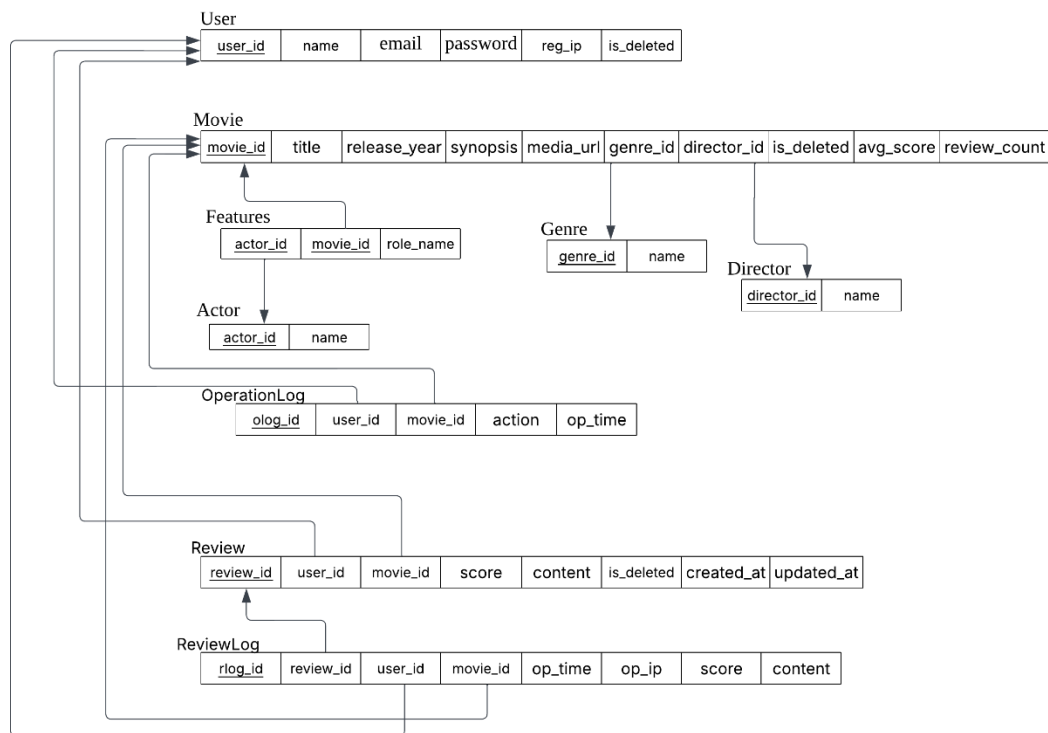 User
user_id name email password reg_ip is_deleted
Movie
movie_id title release_year synopsis media_url genre_id director_id is_deleted avg_score review_count
Features
actor_id movie_id role_name
Genre
genre_id name
Director
director_id name
Actor
actor_id name
OperationLog
olog_id user_id movie_id action op_time
Review
review_id user_id movie_id score content is_deleted created_at updated_at
ReviewLog
rlog_id review_id user_id movie_id op_time op_ip score content